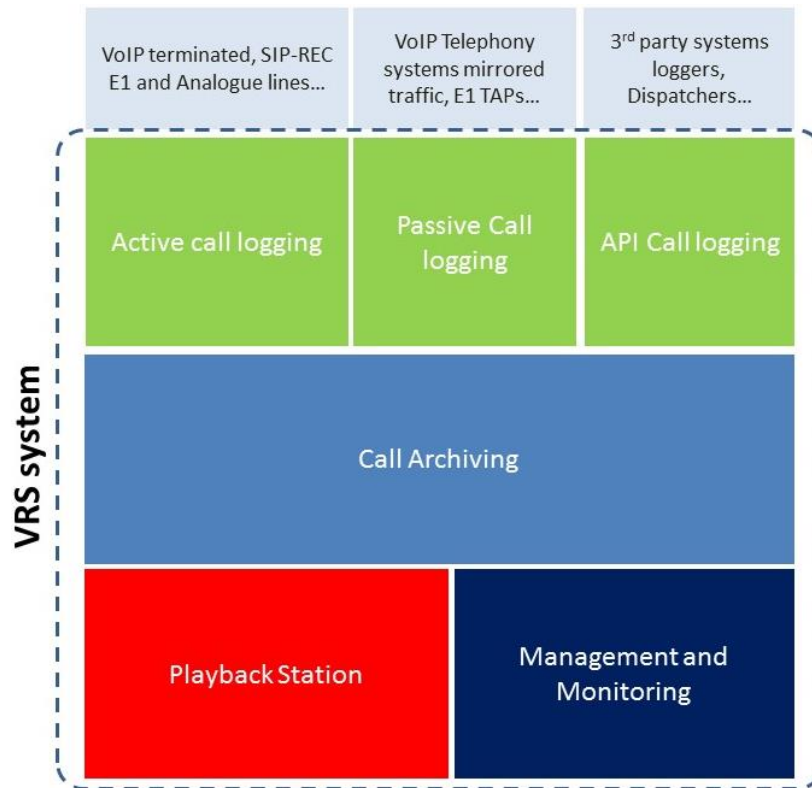 VoIP terminated, SIP-REC
E1 and Analogue lines...
VoIP Telephony
systems mirrored
traffic, E1 TAPs...
3rd party systems
loggers,
Dispatchers...
Active call logging
Passive Call
logging
API Call logging
Call Archiving
VRS system
Playback Station
Management and
Monitoring